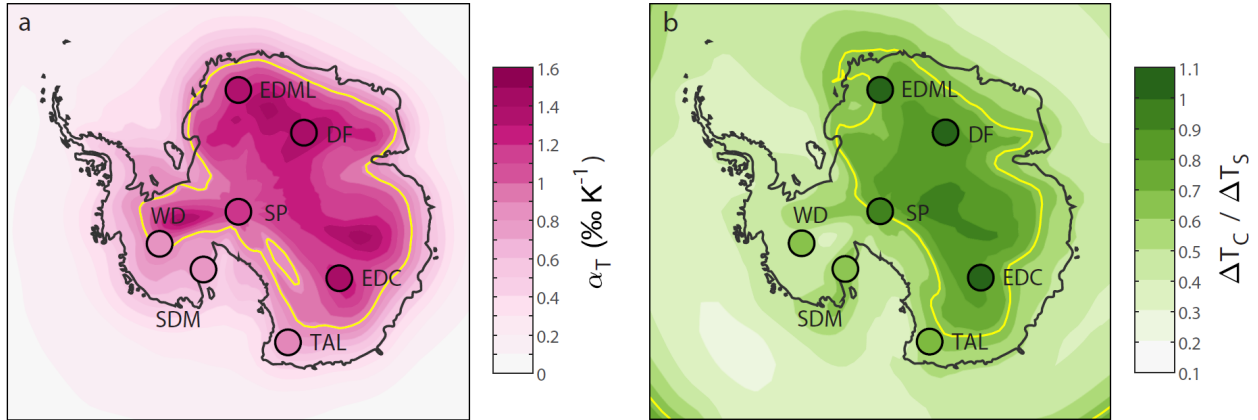 a
EDML
DF
WD
SP
EDC
SDM
TAL
1.6
1.4
1.2
1
0.8
0.6
0.4
0.2
0
α_T (‰ K⁻¹)
b
EDML
DF
WD
SP
EDC
SDM
TAL
1.1
1
0.9
0.8
0.7
0.6
0.5
0.4
0.3
0.2
0.1
ΔT_C / ΔT_S